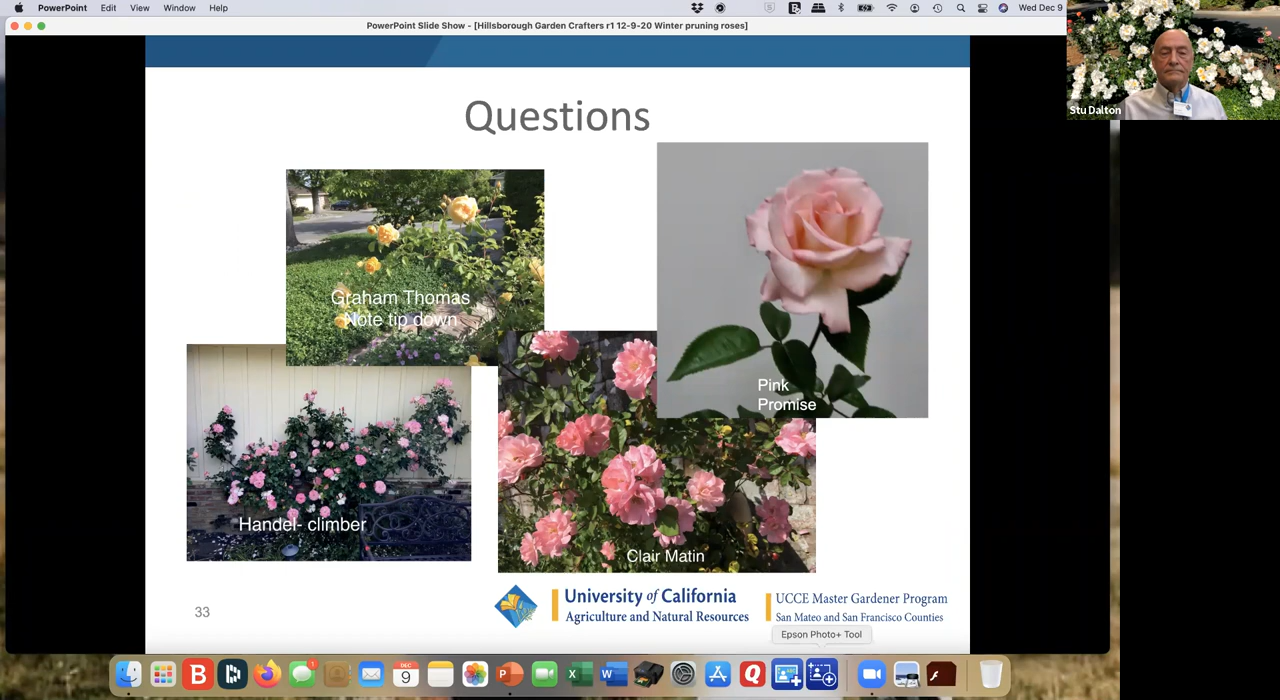 PowerPoint Edit View Window Help
Wed Dec 9
PowerPoint Slide Show - [Hillsborough Garden Crafters r1 12-9-20 Winter pruning roses]
Stu Dalton
Questions
Graham Thomas
Note tip down
Pink
Promise
Handel- climber
Clair Matin
University of California
Agriculture and Natural Resources
UCCE Master Gardener Program
San Mateo and San Francisco Counties
33
Epson Photo+ Tool
DEC
9